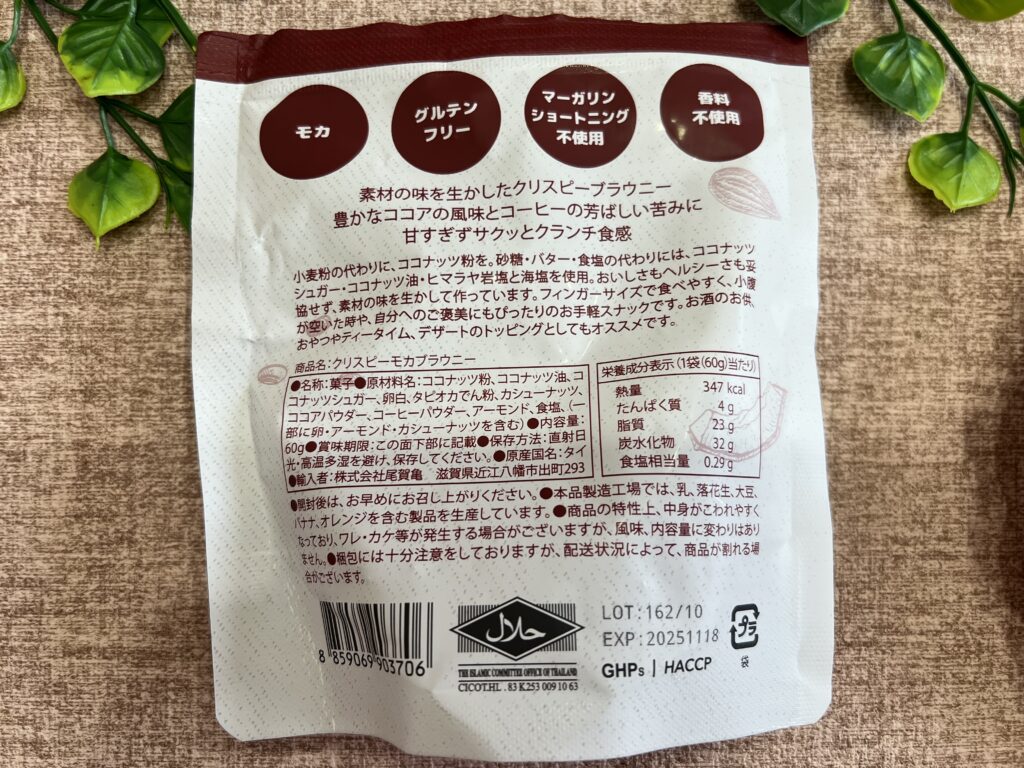 モカ
グルテン
フリー
マーガリン
ショートニング
不使用
香料
不使用
素材の味を生かしたクリスピーブラウニー
豊かなココアの風味とコーヒーの芳ばしい苦みに
甘すぎずサクッとクランチ食感
小麦粉の代わりに、ココナッツ粉を。砂糖・バター・食塩の代わりには、ココナッツ
シュガー・ココナッツ油・ヒマラヤ岩塩と海塩を使用。おいしさもヘルシーさも妥
協せず、素材の味を生かして作っています。フィンガーサイズで食べやすく、小腹
が空いた時や、自分へのご褒美にもぴったりのお手軽スナックです。お酒のお供、
おやつやティータイム、デザートのトッピングとしてもオススメです。
商品名:クリスピーモカブラウニー
●名称:菓子●原材料名:ココナッツ粉、ココナッツ油、コ
コナッツシュガー、卵白、タピオカでん粉、カシューナッツ、
ココアパウダー、コーヒーパウダー、アーモンド、食塩、(一
部に卵・アーモンド・カシューナッツを含む)●内容量:
60g●賞味期限:この面下部に記載●保存方法:直射日
光・高温多湿を避け、保存してください。●原産国名:タイ
●輸入者:株式会社尾賀亀 滋賀県近江八幡市出町293
栄養成分表示(1袋(60g)当たり)
熱量 347 kcal
たんぱく質 4 g
脂質 23 g
炭水化物 32 g
食塩相当量 0.29 g
●開封後は、お早めにお召し上がりください。●本品製造工場では、乳、落花生、大豆、
バナナ、オレンジを含む製品を生産しています。●商品の特性上、中身がこわれやすく
なっており、ワレ・カケ等が発生する場合がございますが、風味、内容量に変わりはあり
ません。●梱包には十分注意をしておりますが、配送状況によって、商品が割れる場
合がございます。
8 859069 903706
حلال
THE ISLAMIC COMMITTEE OFFICE OF THAILAND
CICOT.HL . 83 K253 009 10 63
LOT:162/10
EXP:20251118
GHPs | HACCP
プラ
袋